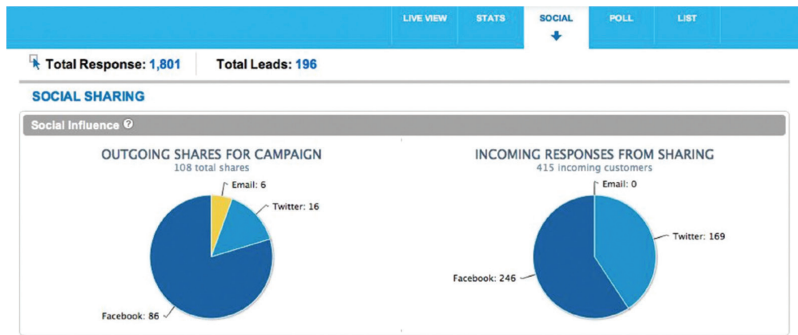 LIVE VIEW STATS SOCIAL POLL LIST
Total Response: 1,801 Total Leads: 196
SOCIAL SHARING
Social Influence ?
OUTGOING SHARES FOR CAMPAIGN
108 total shares
Email: 6
Twitter: 16
Facebook: 86
INCOMING RESPONSES FROM SHARING
415 incoming customers
Email: 0
Twitter: 169
Facebook: 246